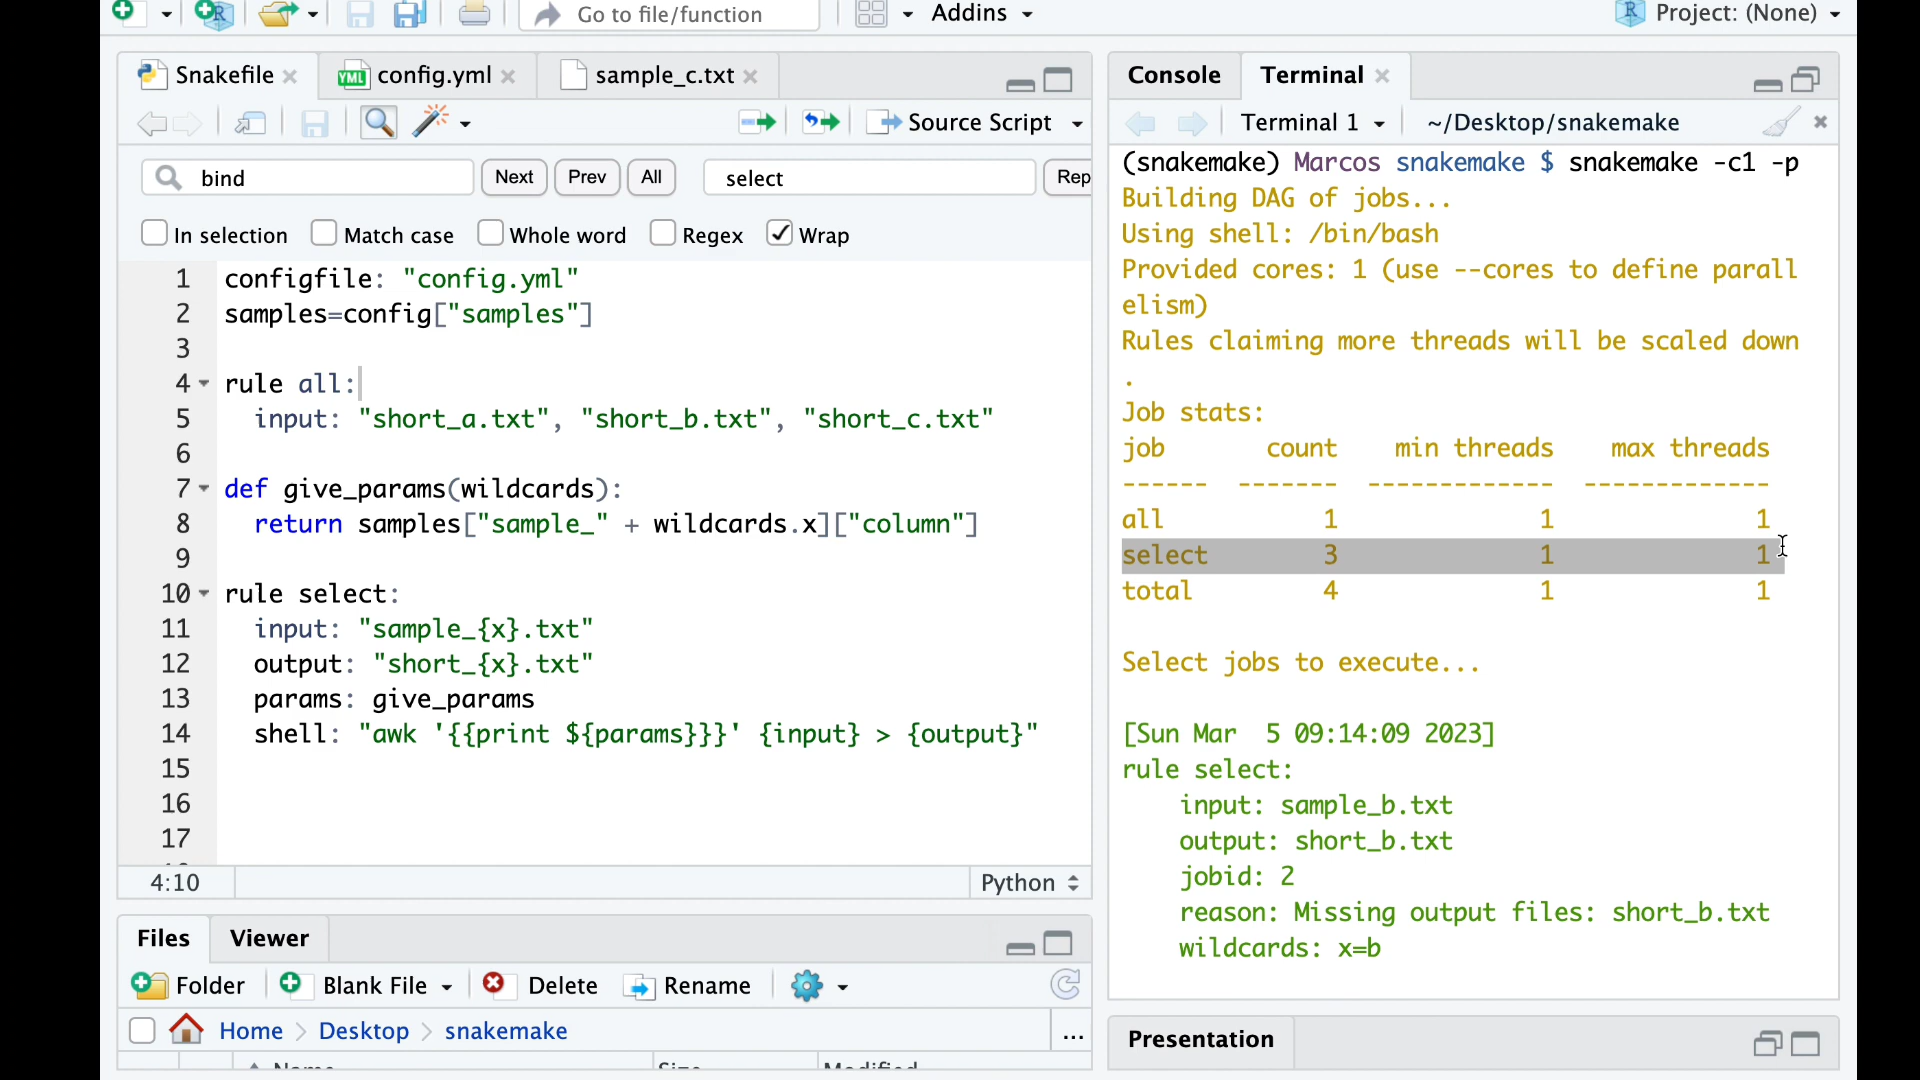 Go to file/function
Addins
Project: (None)
Snakefile
config.yml
sample_c.txt
Source Script
bind
Next
Prev
All
select
Rep
In selection
Match case
Whole word
Regex
Wrap
1 configfile: "config.yml"
2 samples=config["samples"]
3
4 rule all:
5 input: "short_a.txt", "short_b.txt", "short_c.txt"
6
7 def give_params(wildcards):
8 return samples["sample_" + wildcards.x]["column"]
9
10 rule select:
11 input: "sample_{x}.txt"
12 output: "short_{x}.txt"
13 params: give_params
14 shell: "awk '{{print ${params}}}' {input} > {output}"
15
16
17
4:10
Python
Files
Viewer
Folder
Blank File
Delete
Rename
Home > Desktop > snakemake
...
Name
Size
Modified
Console
Terminal
Terminal 1
~/Desktop/snakemake
(snakemake) Marcos snakemake $ snakemake -c1 -p
Building DAG of jobs...
Using shell: /bin/bash
Provided cores: 1 (use --cores to define parall
elism)
Rules claiming more threads will be scaled down
.
Job stats:
job count min threads max threads
------ ------- ------------- -------------
all 1 1 1
select 3 1 1
total 4 1 1
Select jobs to execute...
[Sun Mar  5 09:14:09 2023]
rule select:
input: sample_b.txt
output: short_b.txt
jobid: 2
reason: Missing output files: short_b.txt
wildcards: x=b
Presentation